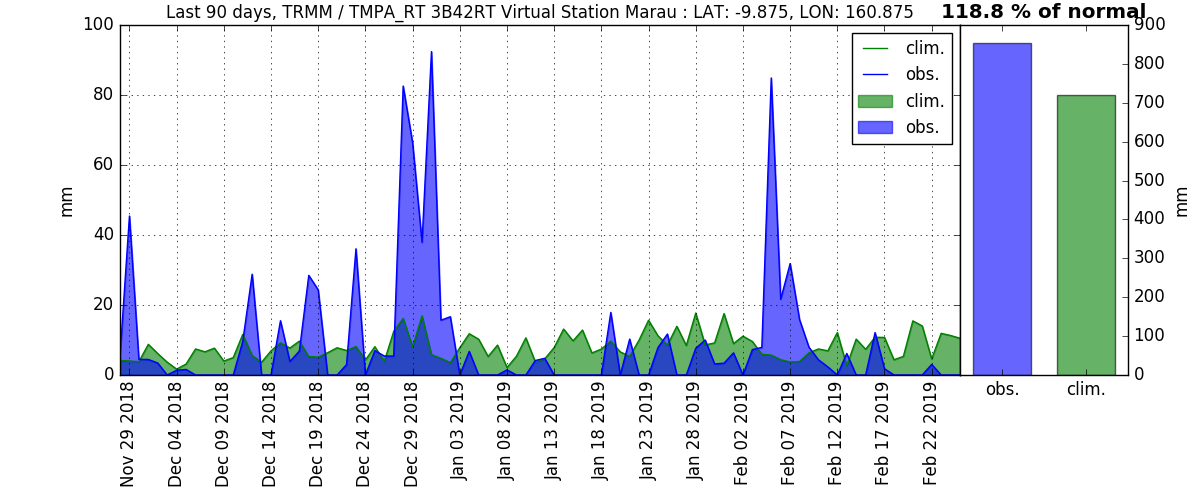 Last 90 days, TRMM / TMPA_RT 3B42RT Virtual Station Marau : LAT: -9.875, LON: 160.875
118.8 % of normal
clim.
obs.
clim.
obs.
100
80
60
40
20
0
mm
900
800
700
600
500
400
300
200
100
0
mm
Nov 29 2018
Dec 04 2018
Dec 09 2018
Dec 14 2018
Dec 19 2018
Dec 24 2018
Dec 29 2018
Jan 03 2019
Jan 08 2019
Jan 13 2019
Jan 18 2019
Jan 23 2019
Jan 28 2019
Feb 02 2019
Feb 07 2019
Feb 12 2019
Feb 17 2019
Feb 22 2019
obs.
clim.